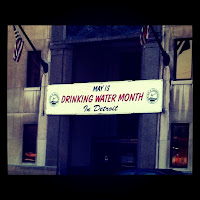 MAY IS
DRINKING WATER MONTH
In Detroit